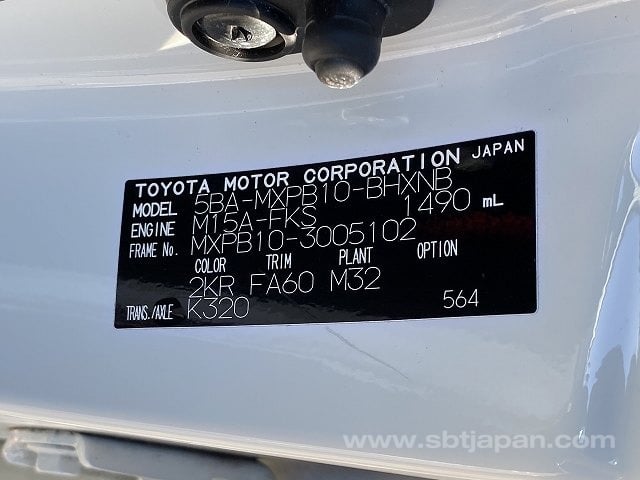 TOYOTA MOTOR CORPORATION JAPAN
MODEL 5BA-MXPB10-BHXNB
ENGINE M15A-FKS 1490 mL
FRAME No. MXPB10-3005102
COLOR TRIM PLANT OPTION
2KR FA60 M32
TRANS./AXLE K320 564
www.sbtjapan.com